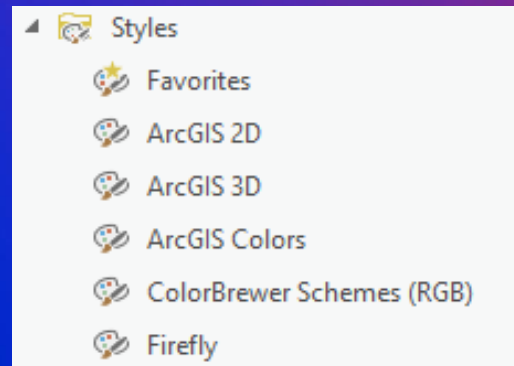 Styles
Favorites
ArcGIS 2D
ArcGIS 3D
ArcGIS Colors
ColorBrewer Schemes (RGB)
Firefly